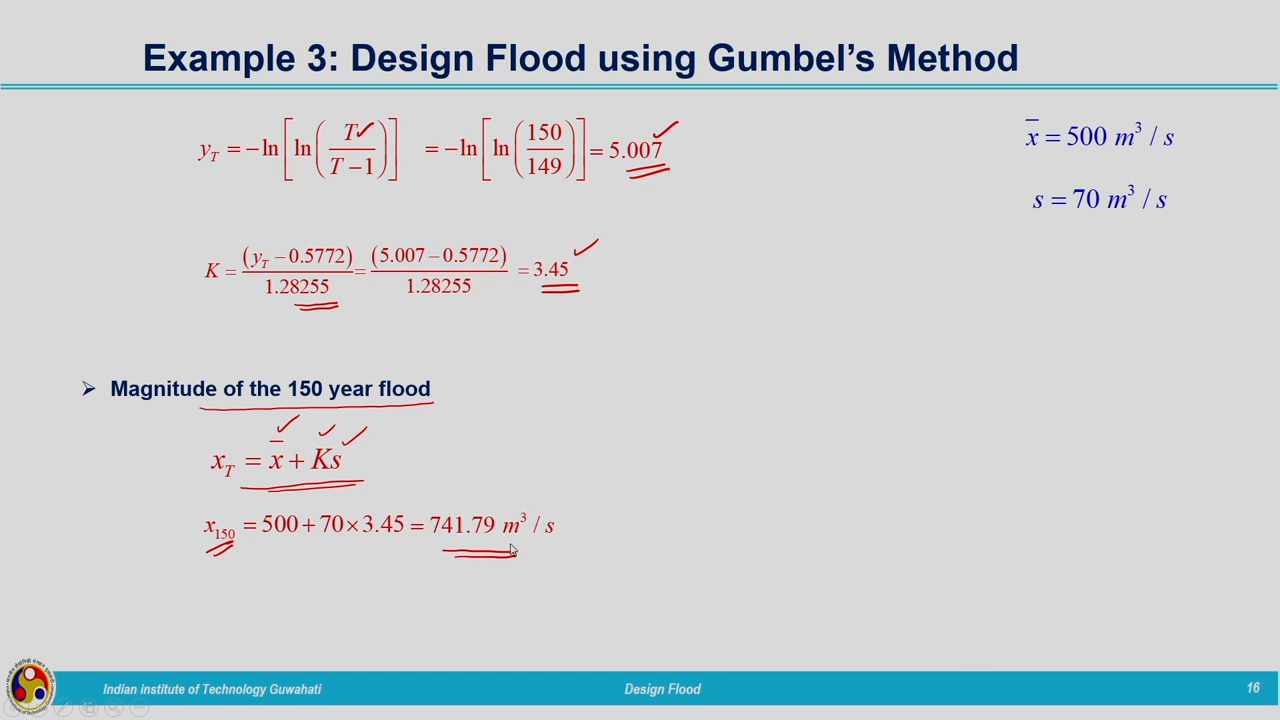 Example 3: Design Flood using Gumbel's Method
y_T = −ln[ln(T/(T−1))] = −ln[ln(150/149)] = 5.007
x̄ = 500 m³ / s
s = 70 m³ / s
K = (y_T − 0.5772)/1.28255 = (5.007 − 0.5772)/1.28255 = 3.45
➢ Magnitude of the 150 year flood
x_T = x̄ + Ks
x_150 = 500 + 70 × 3.45 = 741.79 m³ / s
Indian institute of Technology Guwahati
Design Flood
16